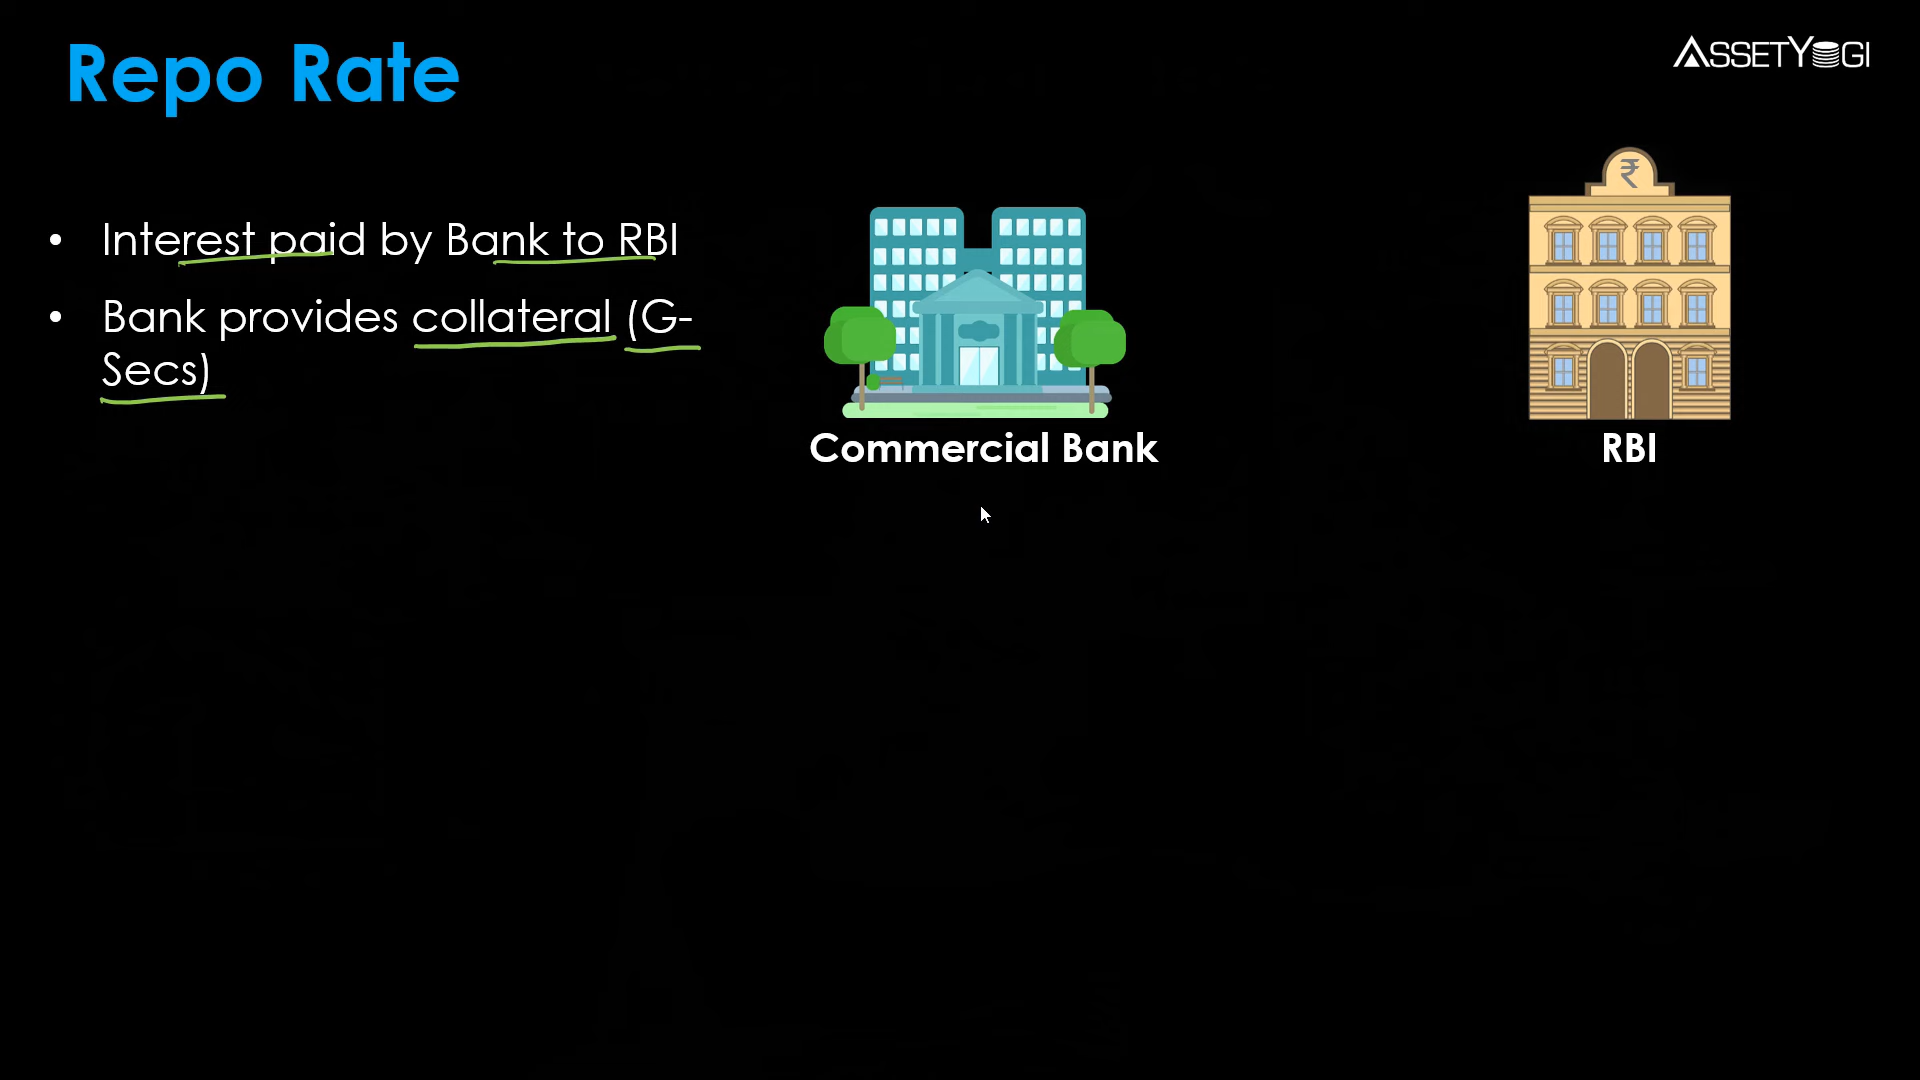 Repo Rate
ASSETYOGI
• Interest paid by Bank to RBI
• Bank provides collateral (G-
Secs)
₹
Commercial Bank
RBI